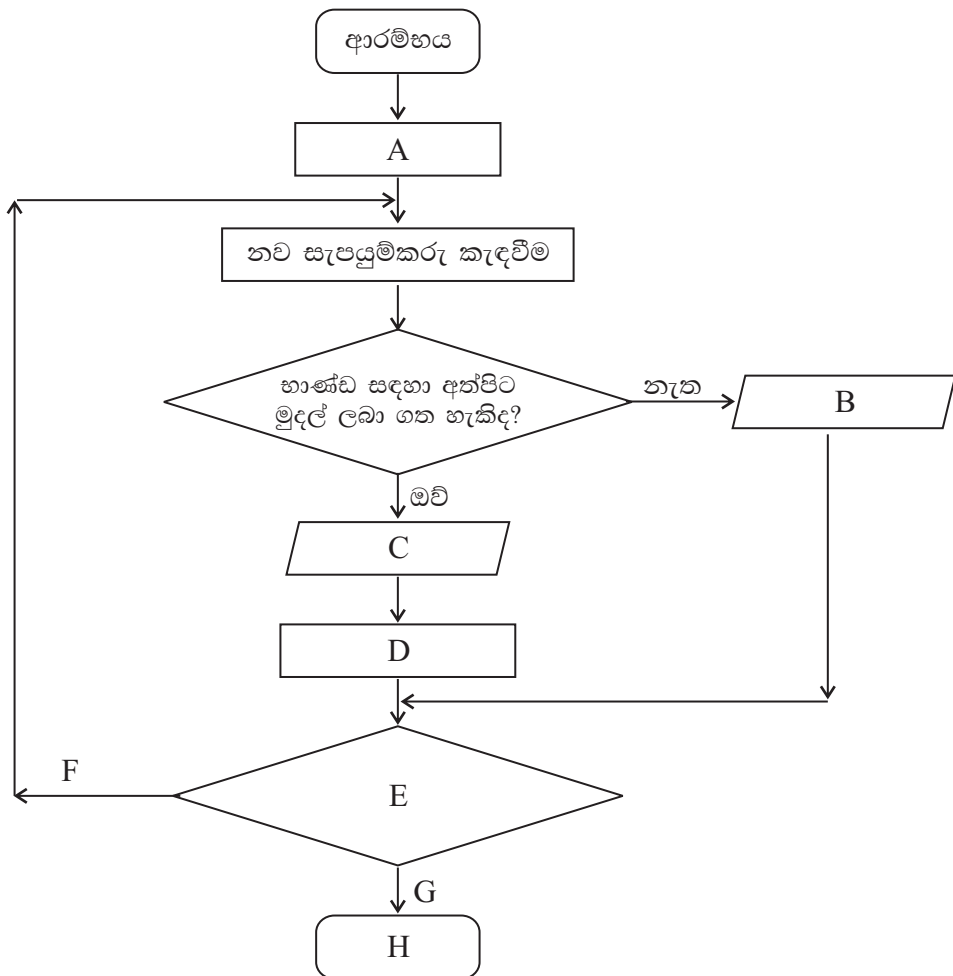 ආරම්භය
A
නව සැපයුම්කරු කැඳවීම
භාණ්ඩ සඳහා අත්පිට
මුදල් ලබා ගත හැකිද?
නැත
B
ඔව්
C
D
E
F
G
H